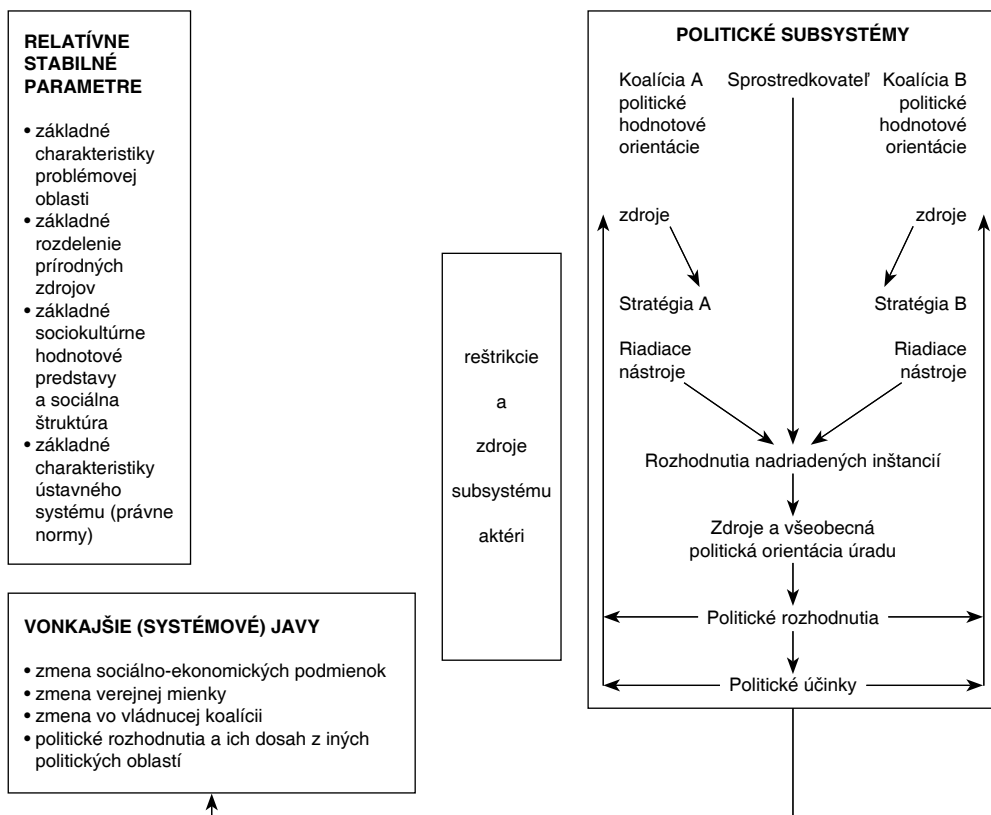 RELATÍVNE
STABILNÉ
PARAMETRE
• základné
charakteristiky
problémovej
oblasti
• základné
rozdelenie
prírodných
zdrojov
• základné
sociokultúrne
hodnotové
predstavy
a sociálna
štruktúra
• základné
charakteristiky
ústavného
systému (právne
normy)
VONKAJŠIE (SYSTÉMOVÉ) JAVY
• zmena sociálno-ekonomických podmienok
• zmena verejnej mienky
• zmena vo vládnucej koalícii
• politické rozhodnutia a ich dosah z iných
politických oblastí
reštrikcie
a
zdroje
subsystému
aktéri
POLITICKÉ SUBSYSTÉMY
Koalícia A
politické
hodnotové
orientácie
Sprostredkovateľ
Koalícia B
politické
hodnotové
orientácie
zdroje
zdroje
Stratégia A
Stratégia B
Riadiace
nástroje
Riadiace
nástroje
Rozhodnutia nadriadených inštancií
Zdroje a všeobecná
politická orientácia úradu
Politické rozhodnutia
Politické účinky